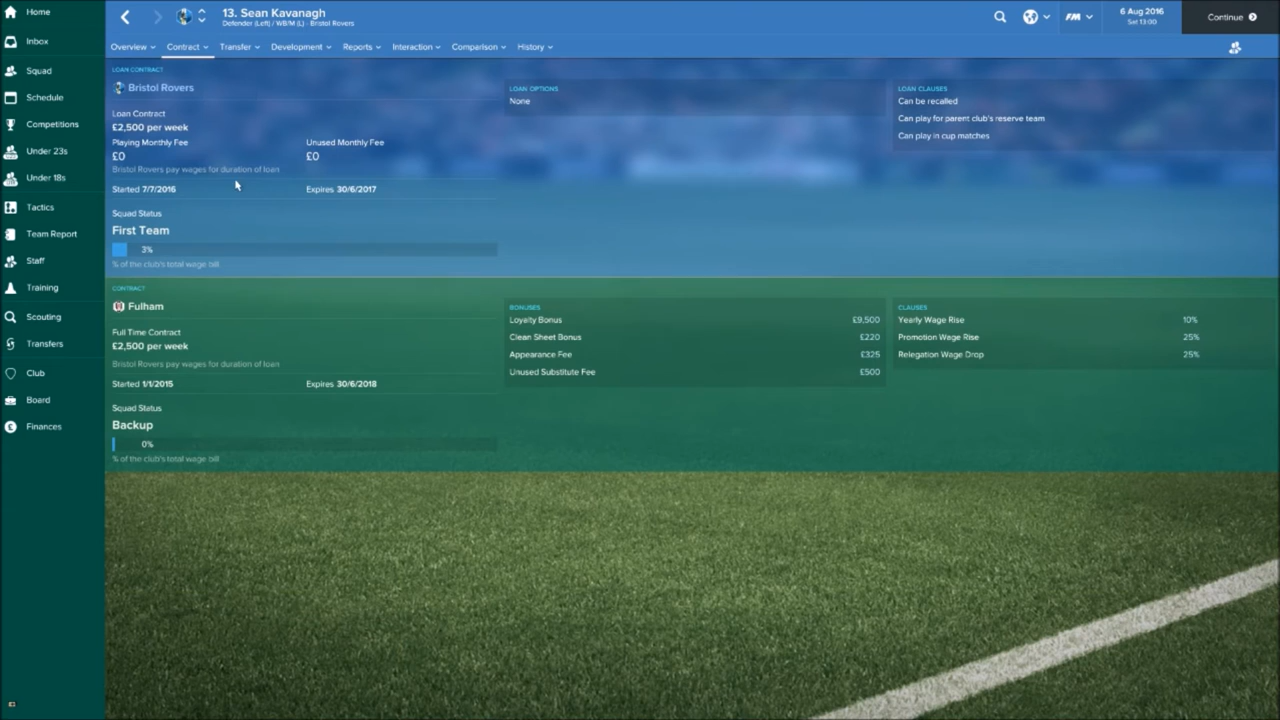 Home
Inbox
Squad
Schedule
Competitions
Under 23s
Under 18s
Tactics
Team Report
Staff
Training
Scouting
Transfers
Club
Board
Finances
13. Sean Kavanagh
Defender (Left) / WB/M (L) - Bristol Rovers
FM
6 Aug 2016
Sat 13:00
Continue
Overview Contract Transfer Development Reports Interaction Comparison History
LOAN CONTRACT
Bristol Rovers
Loan Contract
£2,500 per week
Playing Monthly Fee Unused Monthly Fee
£0 £0
Bristol Rovers pay wages for duration of loan
Started 7/7/2016 Expires 30/6/2017
Squad Status
First Team
3%
% of the club's total wage bill
LOAN OPTIONS
None
LOAN CLAUSES
Can be recalled
Can play for parent club's reserve team
Can play in cup matches
CONTRACT
Fulham
Full Time Contract
£2,500 per week
Bristol Rovers pay wages for duration of loan
Started 1/1/2015 Expires 30/6/2018
Squad Status
Backup
0%
% of the club's total wage bill
BONUSES
Loyalty Bonus £9,500
Clean Sheet Bonus £220
Appearance Fee £325
Unused Substitute Fee £500
CLAUSES
Yearly Wage Rise 10%
Promotion Wage Rise 25%
Relegation Wage Drop 25%